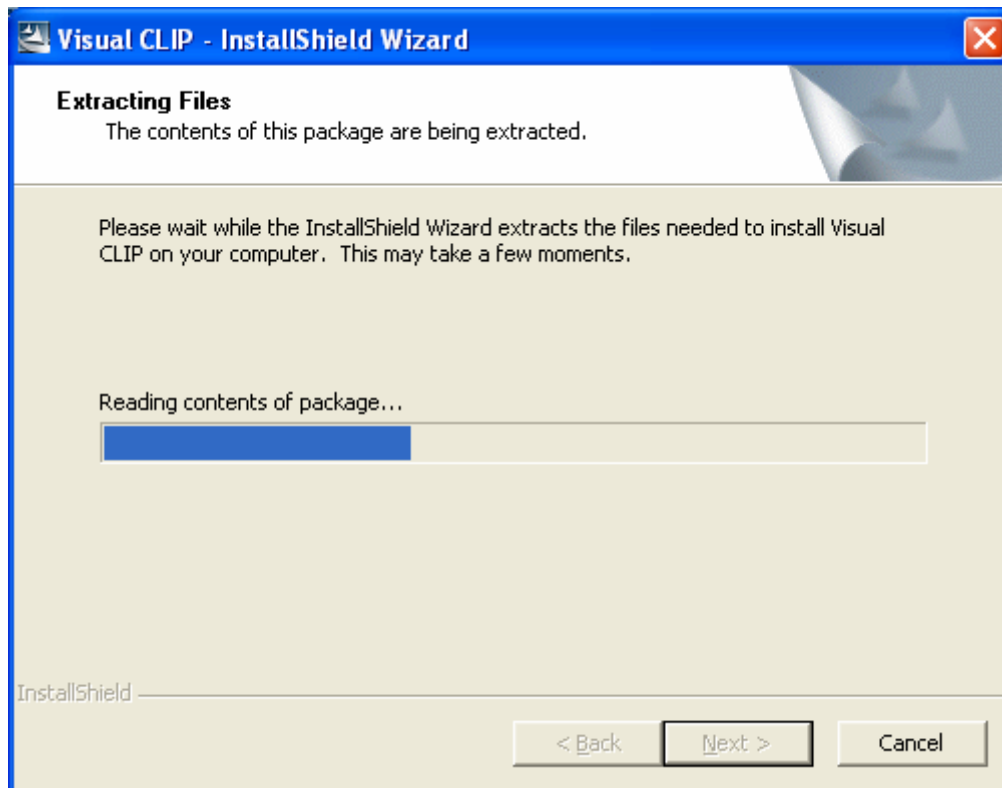 Visual CLIP - InstallShield Wizard
Extracting Files
The contents of this package are being extracted.
Please wait while the InstallShield Wizard extracts the files needed to install Visual
CLIP on your computer.  This may take a few moments.
Reading contents of package...
InstallShield
< Back
Next >
Cancel